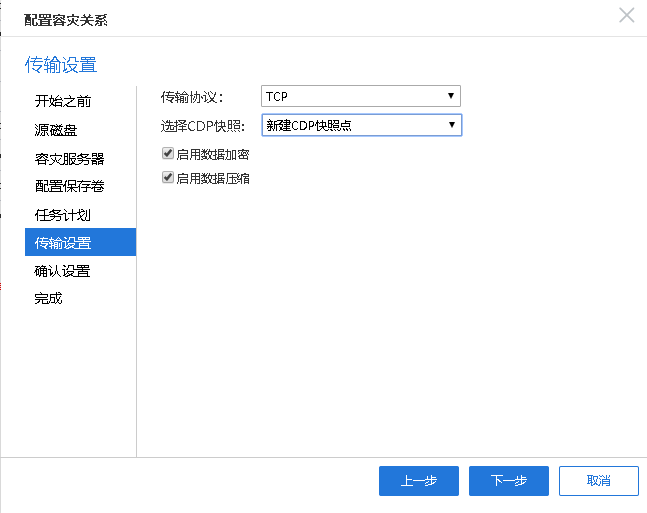 配置容灾关系
传输设置
开始之前
源磁盘
容灾服务器
配置保存卷
任务计划
传输设置
确认设置
完成
传输协议： TCP
选择CDP快照: 新建CDP快照点
启用数据加密
启用数据压缩
上一步 下一步 取消